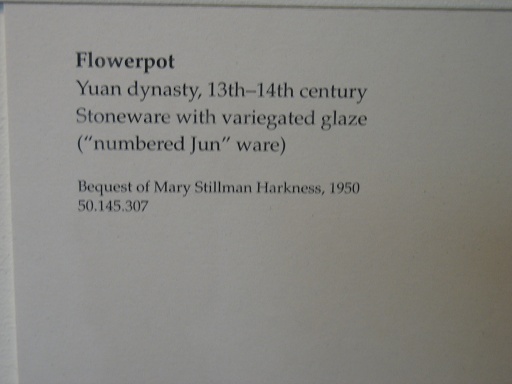 Flowerpot
Yuan dynasty, 13th–14th century
Stoneware with variegated glaze
(“numbered Jun” ware)
Bequest of Mary Stillman Harkness, 1950
50.145.307